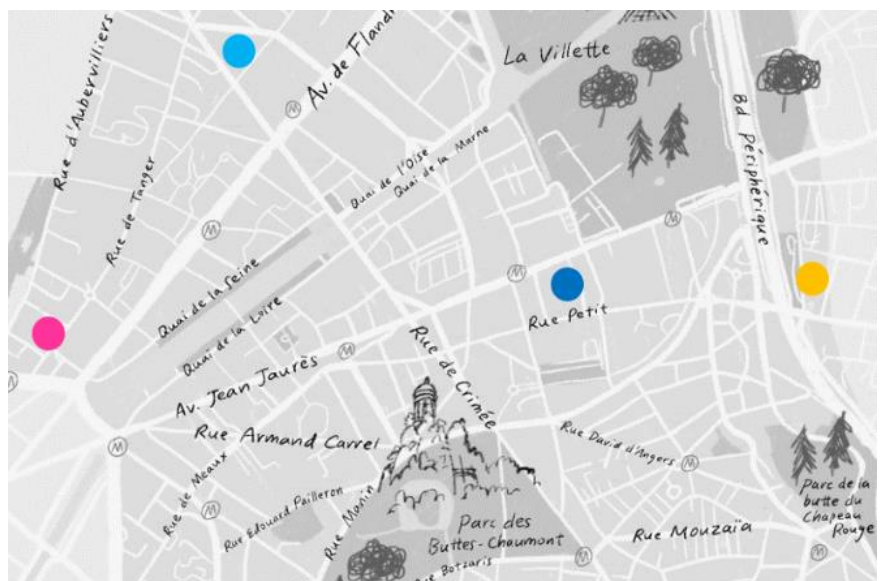 La Villette
Av. de Flandr
Rue d'Aubervilliers
Bd Périphérique
Quai de l'Oise
Quai de la Marne
Rue de Tanger
Quai de la Seine
Quai de la Loire
Rue Petit
Rue de Crimée
Av. Jean Jaurès
Rue Armand Carrel
Rue David d'Angers
Rue de Meaux
Rue Edouard Pailleron
Rue Manin
Parc des
Buttes-Chaumont
Rue Mouzaïa
Parc de la
butte du
Chapeau
Rouge
Rue Botzaris
M
M
M
M
M
M
M
M
M
M
M